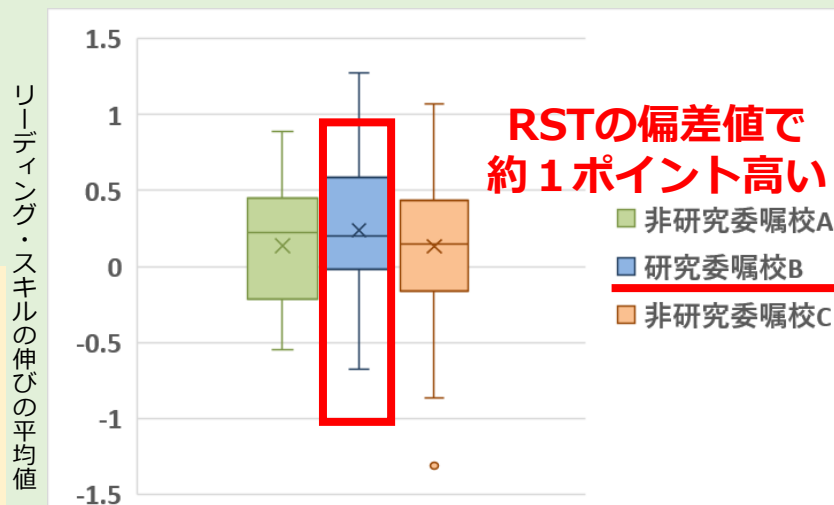 リーディング・スキルの伸びの平均値
1.5
1
0.5
0
-0.5
-1
-1.5
RSTの偏差値で
約１ポイント高い
非研究委嘱校A
研究委嘱校B
非研究委嘱校C